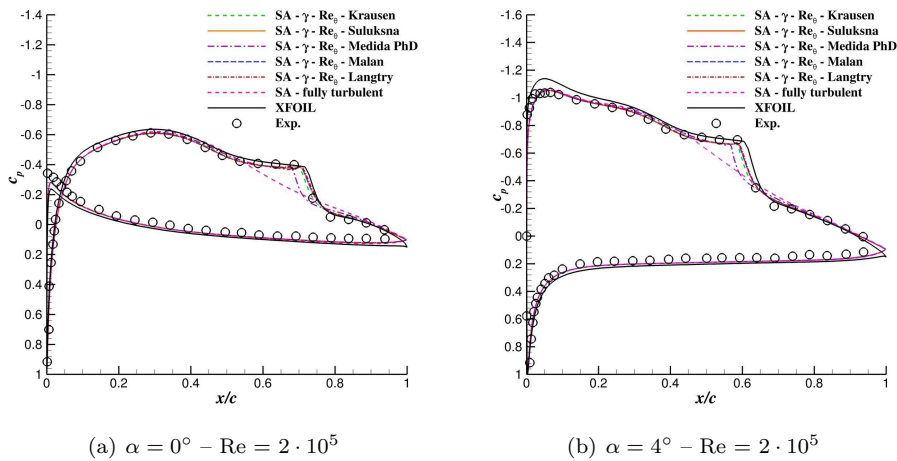 -1.4
-1.2
-1
-0.8
-0.6
-0.4
-0.2
0
0.2
0.4
0.6
0.8
1
c_p
0 0.2 0.4 0.6 0.8 1
x/c
SA - γ - Re_θ - Krausen
SA - γ - Re_θ - Suluksna
SA - γ - Re_θ - Medida PhD
SA - γ - Re_θ - Malan
SA - γ - Re_θ - Langtry
SA - fully turbulent
XFOIL
Exp.
(a) α = 0° – Re = 2 · 10⁵
-1.6
-1.4
-1.2
-1
-0.8
-0.6
-0.4
-0.2
0
0.2
0.4
0.6
0.8
1
c_p
0 0.2 0.4 0.6 0.8 1
x/c
SA - γ - Re_θ - Krausen
SA - γ - Re_θ - Suluksna
SA - γ - Re_θ - Medida PhD
SA - γ - Re_θ - Malan
SA - γ - Re_θ - Langtry
SA - fully turbulent
XFOIL
Exp.
(b) α = 4° – Re = 2 · 10⁵